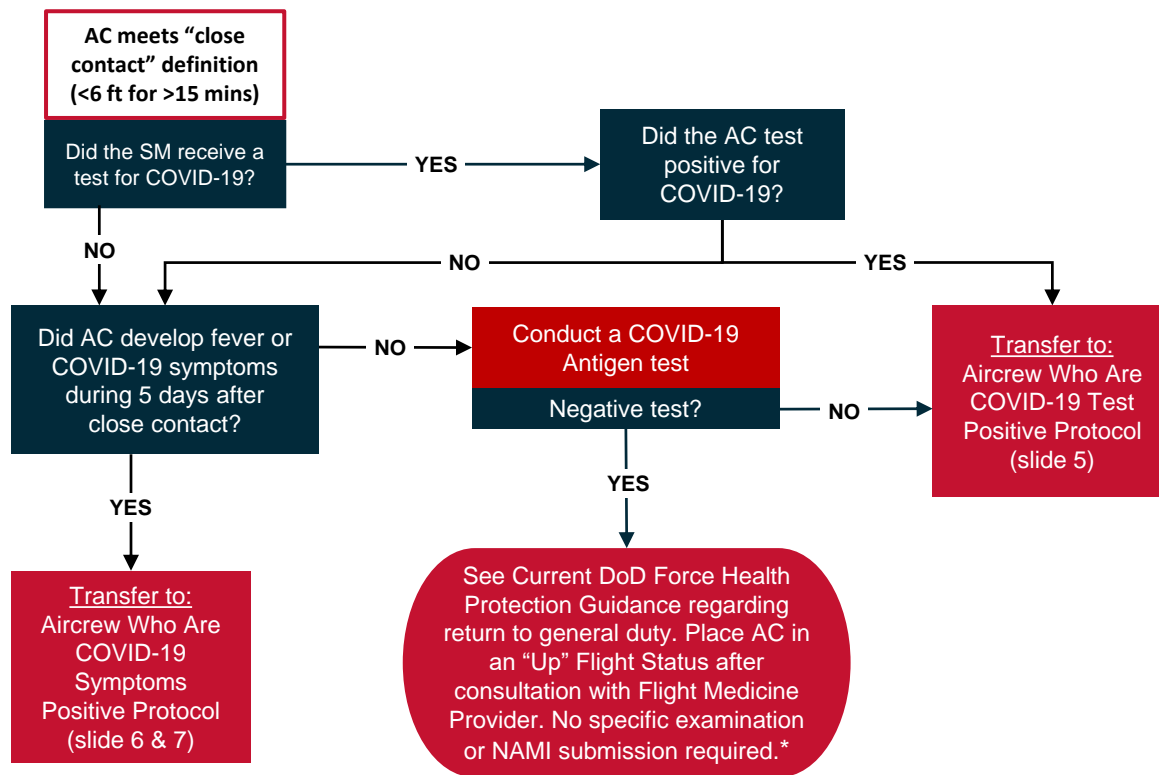 AC meets “close
contact” definition
(<6 ft for >15 mins)
Did the SM receive a
test for COVID-19?
YES
Did the AC test
positive for
COVID-19?
NO
NO
YES
Did AC develop fever or
COVID-19 symptoms
during 5 days after
close contact?
NO
Conduct a COVID-19
Antigen test
Negative test?
NO
Transfer to:
Aircrew Who Are
COVID-19 Test
Positive Protocol
(slide 5)
YES
YES
Transfer to:
Aircrew Who Are
COVID-19
Symptoms
Positive Protocol
(slide 6 & 7)
See Current DoD Force Health
Protection Guidance regarding
return to general duty. Place AC in
an “Up” Flight Status after
consultation with Flight Medicine
Provider. No specific examination
or NAMI submission required.*